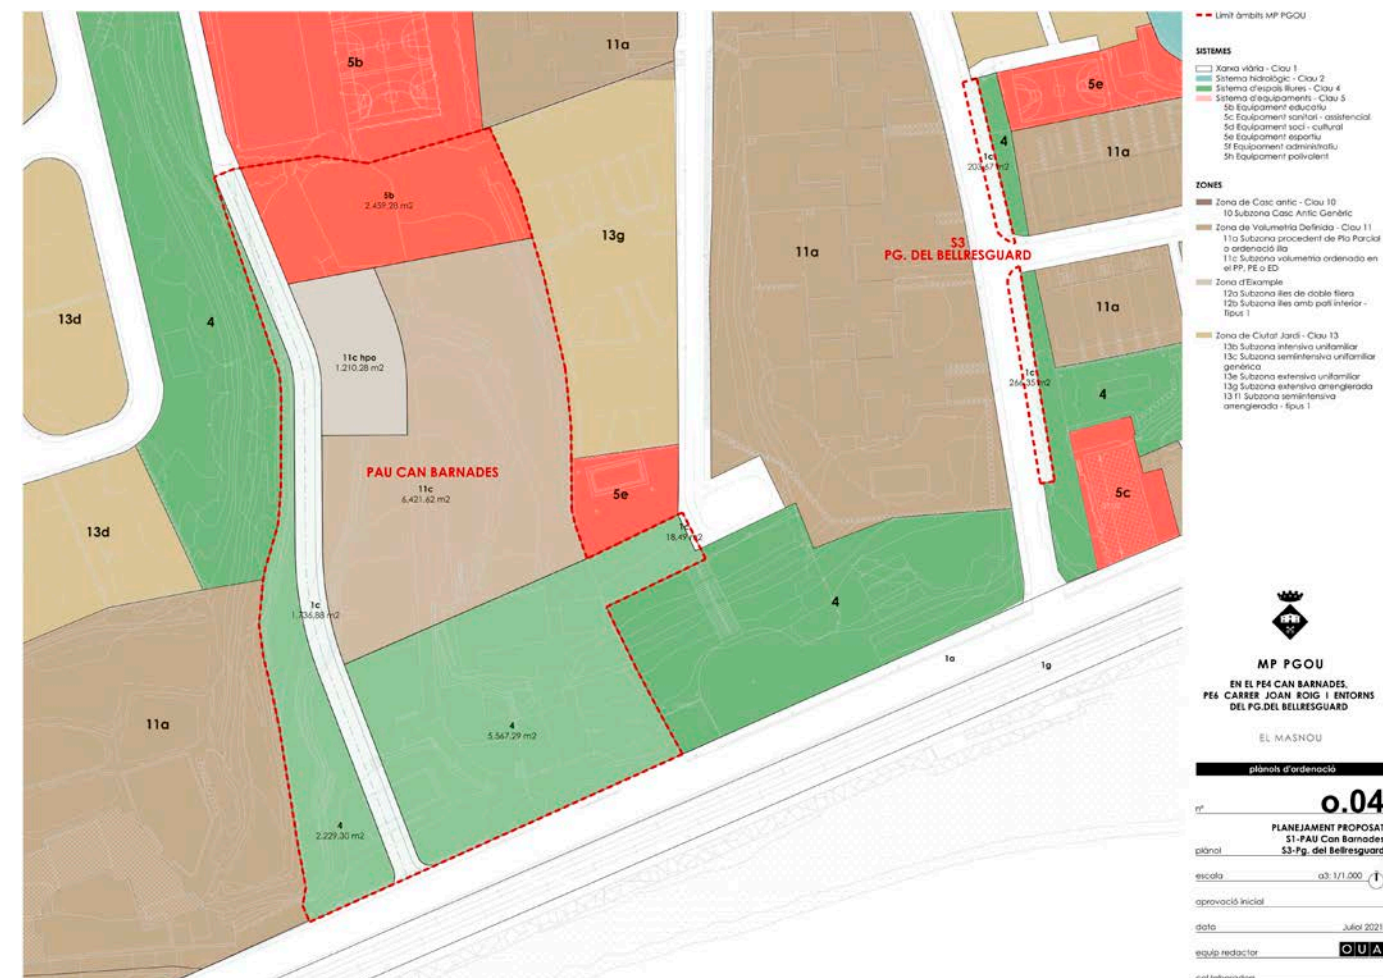 5b
11a
5b
2.459,28 m2
13g
11a
S3
PG. DEL BELLRESGUARD
5e
4
1c
11a
11a
1c
4
5c
13d
4
11c hpo
1.210,28 m2
PAU CAN BARNADES
11c
6.421,62 m2
5e
13d
1c
1.736,88 m2
4
1a
1g
11a
4
5.567,29 m2
4
2.229,30 m2
Límit àmbits MP PGOU
SISTEMES
Xarxa viària - Clau 1
Sistema hidrològic - Clau 2
Sistema d'espais lliures - Clau 4
Sistema d'equipaments - Clau 5
5b Equipament educatiu
5c Equipament sanitari - assistencial
5d Equipament soci - cultural
5e Equipament esportiu
5f Equipament administratiu
5h Equipament polivalent
ZONES
Zona de Casc antic - Clau 10
10 Subzona Casc Antic Genèric
Zona de Volumetria Definida - Clau 11
11a Subzona procedent de Pla Parcial
o ordenació illa
11c Subzona volumetria ordenada en
el PP, PE o ED
Zona d'Eixample
12a Subzona illes de doble filera
12b Subzona illes amb pati interior -
Tipus 1
Zona de Ciutat Jardí - Clau 13
13b Subzona intensiva unifamiliar
13c Subzona semiintensiva unifamiliar
genèrica
13e Subzona extensiva unifamiliar
13g Subzona extensiva arrenglerada
13 f1 Subzona semiintensiva
arrenglerada - tipus 1
MP PGOU
EN EL PE4 CAN BARNADES,
PE6 CARRER JOAN ROIG I ENTORNS
DEL PG.DEL BELLRESGUARD
EL MASNOU
plànols d'ordenació
nº
o.04
PLANEJAMENT PROPOSAT
S1-PAU Can Barnades
plànol S3-Pg. del Bellresguard
escala a3: 1/1.000
aprovació inicial
data Juliol 2021
equip redactor OUA